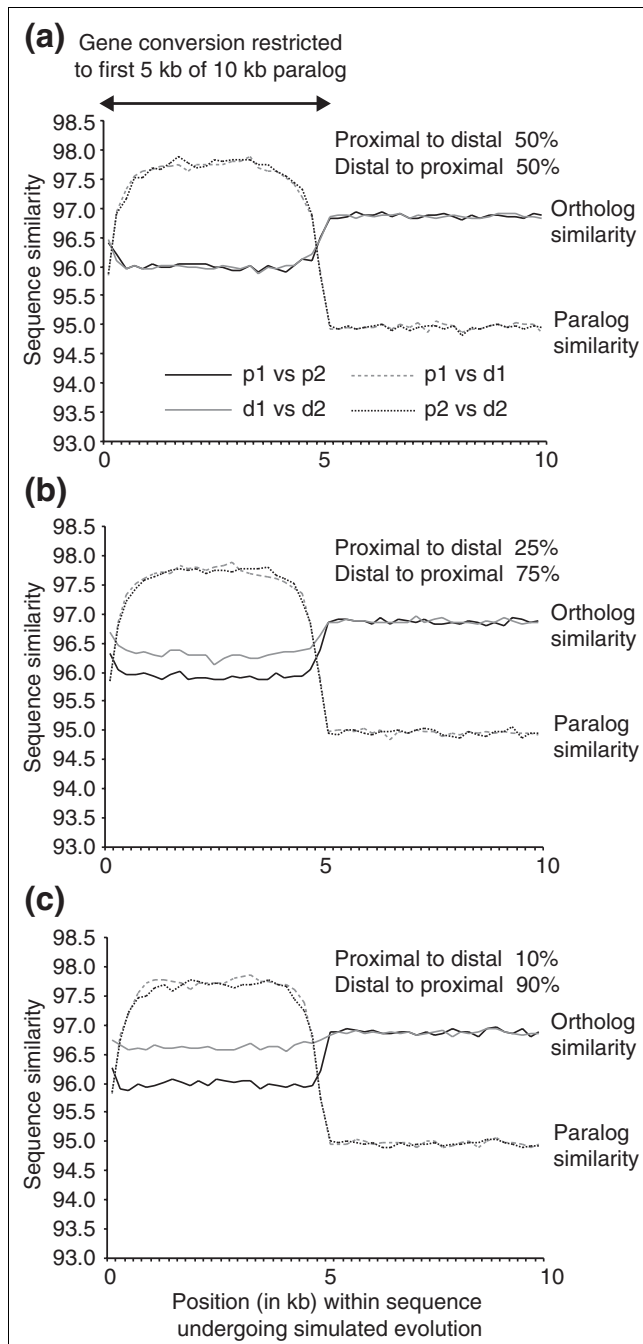 (a)
Gene conversion restricted
to first 5 kb of 10 kb paralog
98.5
98.0
97.5
97.0
96.5
96.0
95.5
95.0
94.5
94.0
93.5
93.0
Sequence similarity
Proximal to distal 50%
Distal to proximal 50%
Ortholog
similarity
Paralog
similarity
p1 vs p2
p1 vs d1
d1 vs d2
p2 vs d2
0
5
10
(b)
98.5
98.0
97.5
97.0
96.5
96.0
95.5
95.0
94.5
94.0
93.5
93.0
Sequence similarity
Proximal to distal 25%
Distal to proximal 75%
Ortholog
similarity
Paralog
similarity
0
5
10
(c)
98.5
98.0
97.5
97.0
96.5
96.0
95.5
95.0
94.5
94.0
93.5
93.0
Sequence similarity
Proximal to distal 10%
Distal to proximal 90%
Ortholog
similarity
Paralog
similarity
0
5
10
Position (in kb) within sequence
undergoing simulated evolution